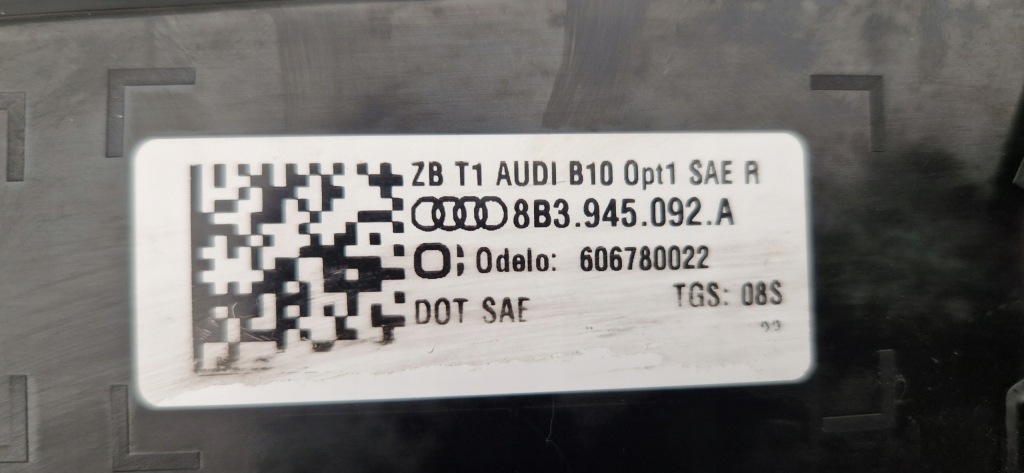 ZB T1 AUDI B10 Opt1 SAE R
8B3.945.092.A
Odelo: 606780022
DOT SAE
TGS: 08S